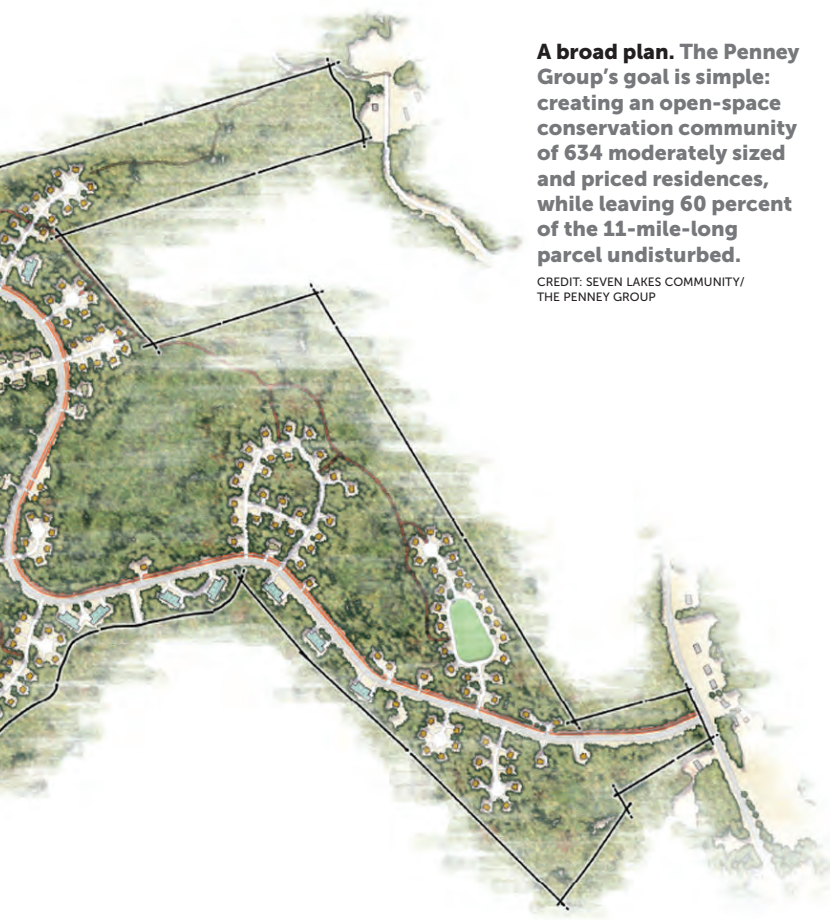 A broad plan. The Penney
Group’s goal is simple:
creating an open-space
conservation community
of 634 moderately sized
and priced residences,
while leaving 60 percent
of the 11-mile-long
parcel undisturbed.
CREDIT: SEVEN LAKES COMMUNITY/
THE PENNEY GROUP